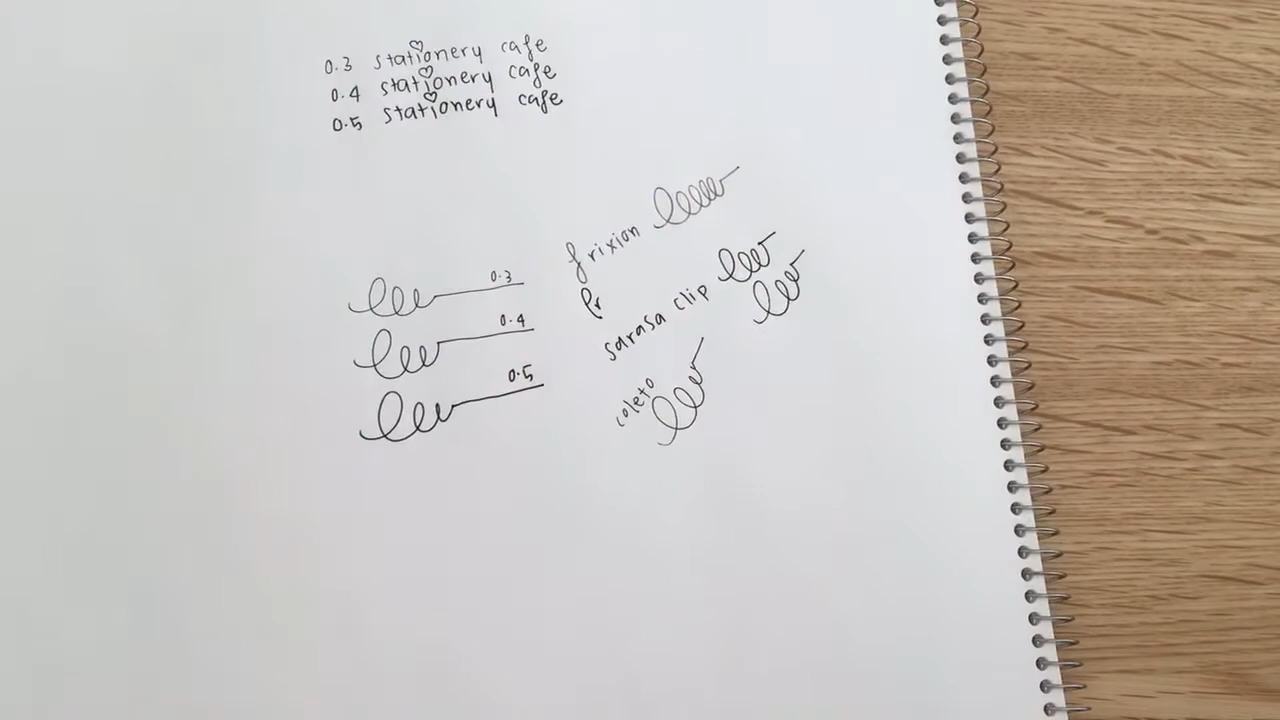 0.3 stationery cafe
0.4 stationery cafe
0.5 stationery cafe
0.3
0.4
0.5
frixion
Pr
sarasa clip
coleto